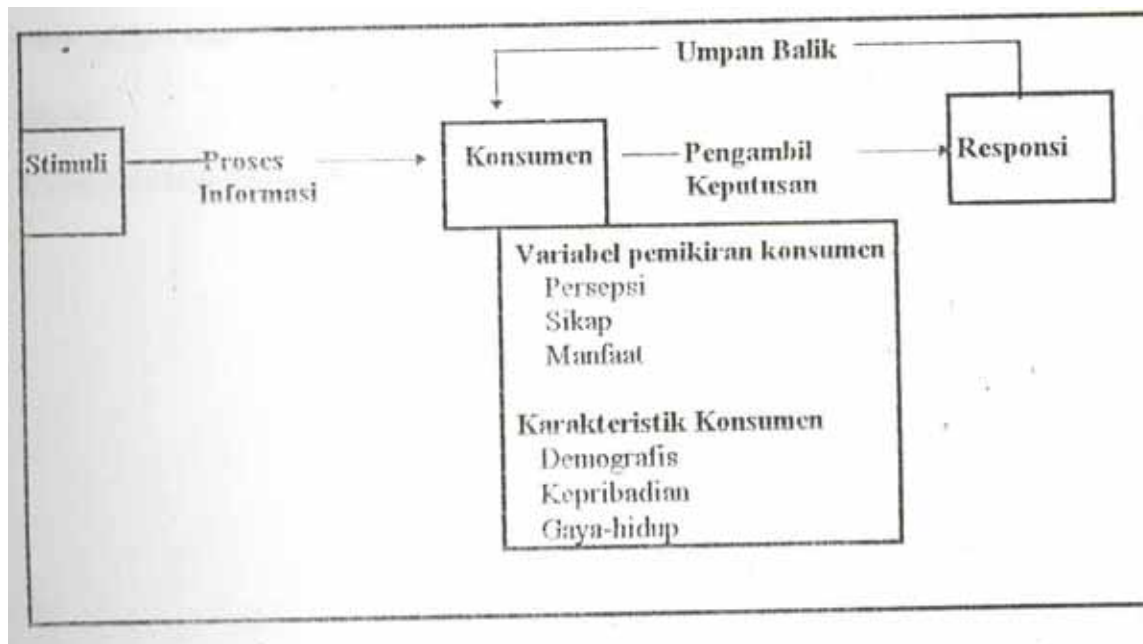 Umpan Balik
Stimuli
Proses
Informasi
Konsumen
Pengambil
Keputusan
Responsi
Variabel pemikiran konsumen
Persepsi
Sikap
Manfaat
Karakteristik Konsumen
Demografis
Kepribadian
Gaya-hidup